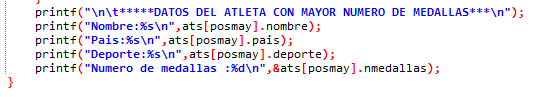 }
printf("\n\t*****DATOS DEL ATLETA CON MAYOR NUMERO DE MEDALLAS***\n");
printf("Nombre:%s\n",ats[posmay].nombre);
printf("Pais:%s\n",ats[posmay].pais);
printf("Deporte:%s\n",ats[posmay].deporte);
printf("Numero de medallas :%d\n",&ats[posmay].nmedallas);
}